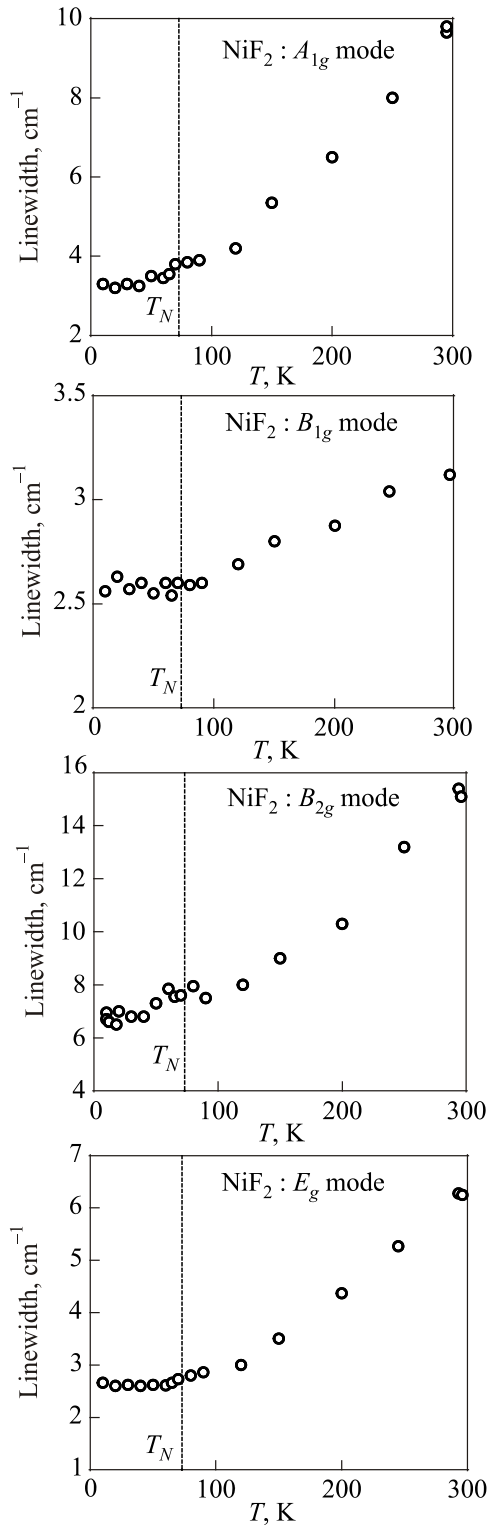 10
NiF2 : A1g mode
8
Linewidth, cm–1
6
4
TN
2
0 100 200 300
T, K
3.5
NiF2 : B1g mode
3
Linewidth, cm–1
2.5
TN
2
0 100 200 300
T, K
16
NiF2 : B2g mode
14
12
Linewidth, cm–1
10
8
6
TN
4
0 100 200 300
T, K
7
NiF2 : Eg mode
6
5
Linewidth, cm–1
4
3
2
TN
1
0 100 200 300
T, K